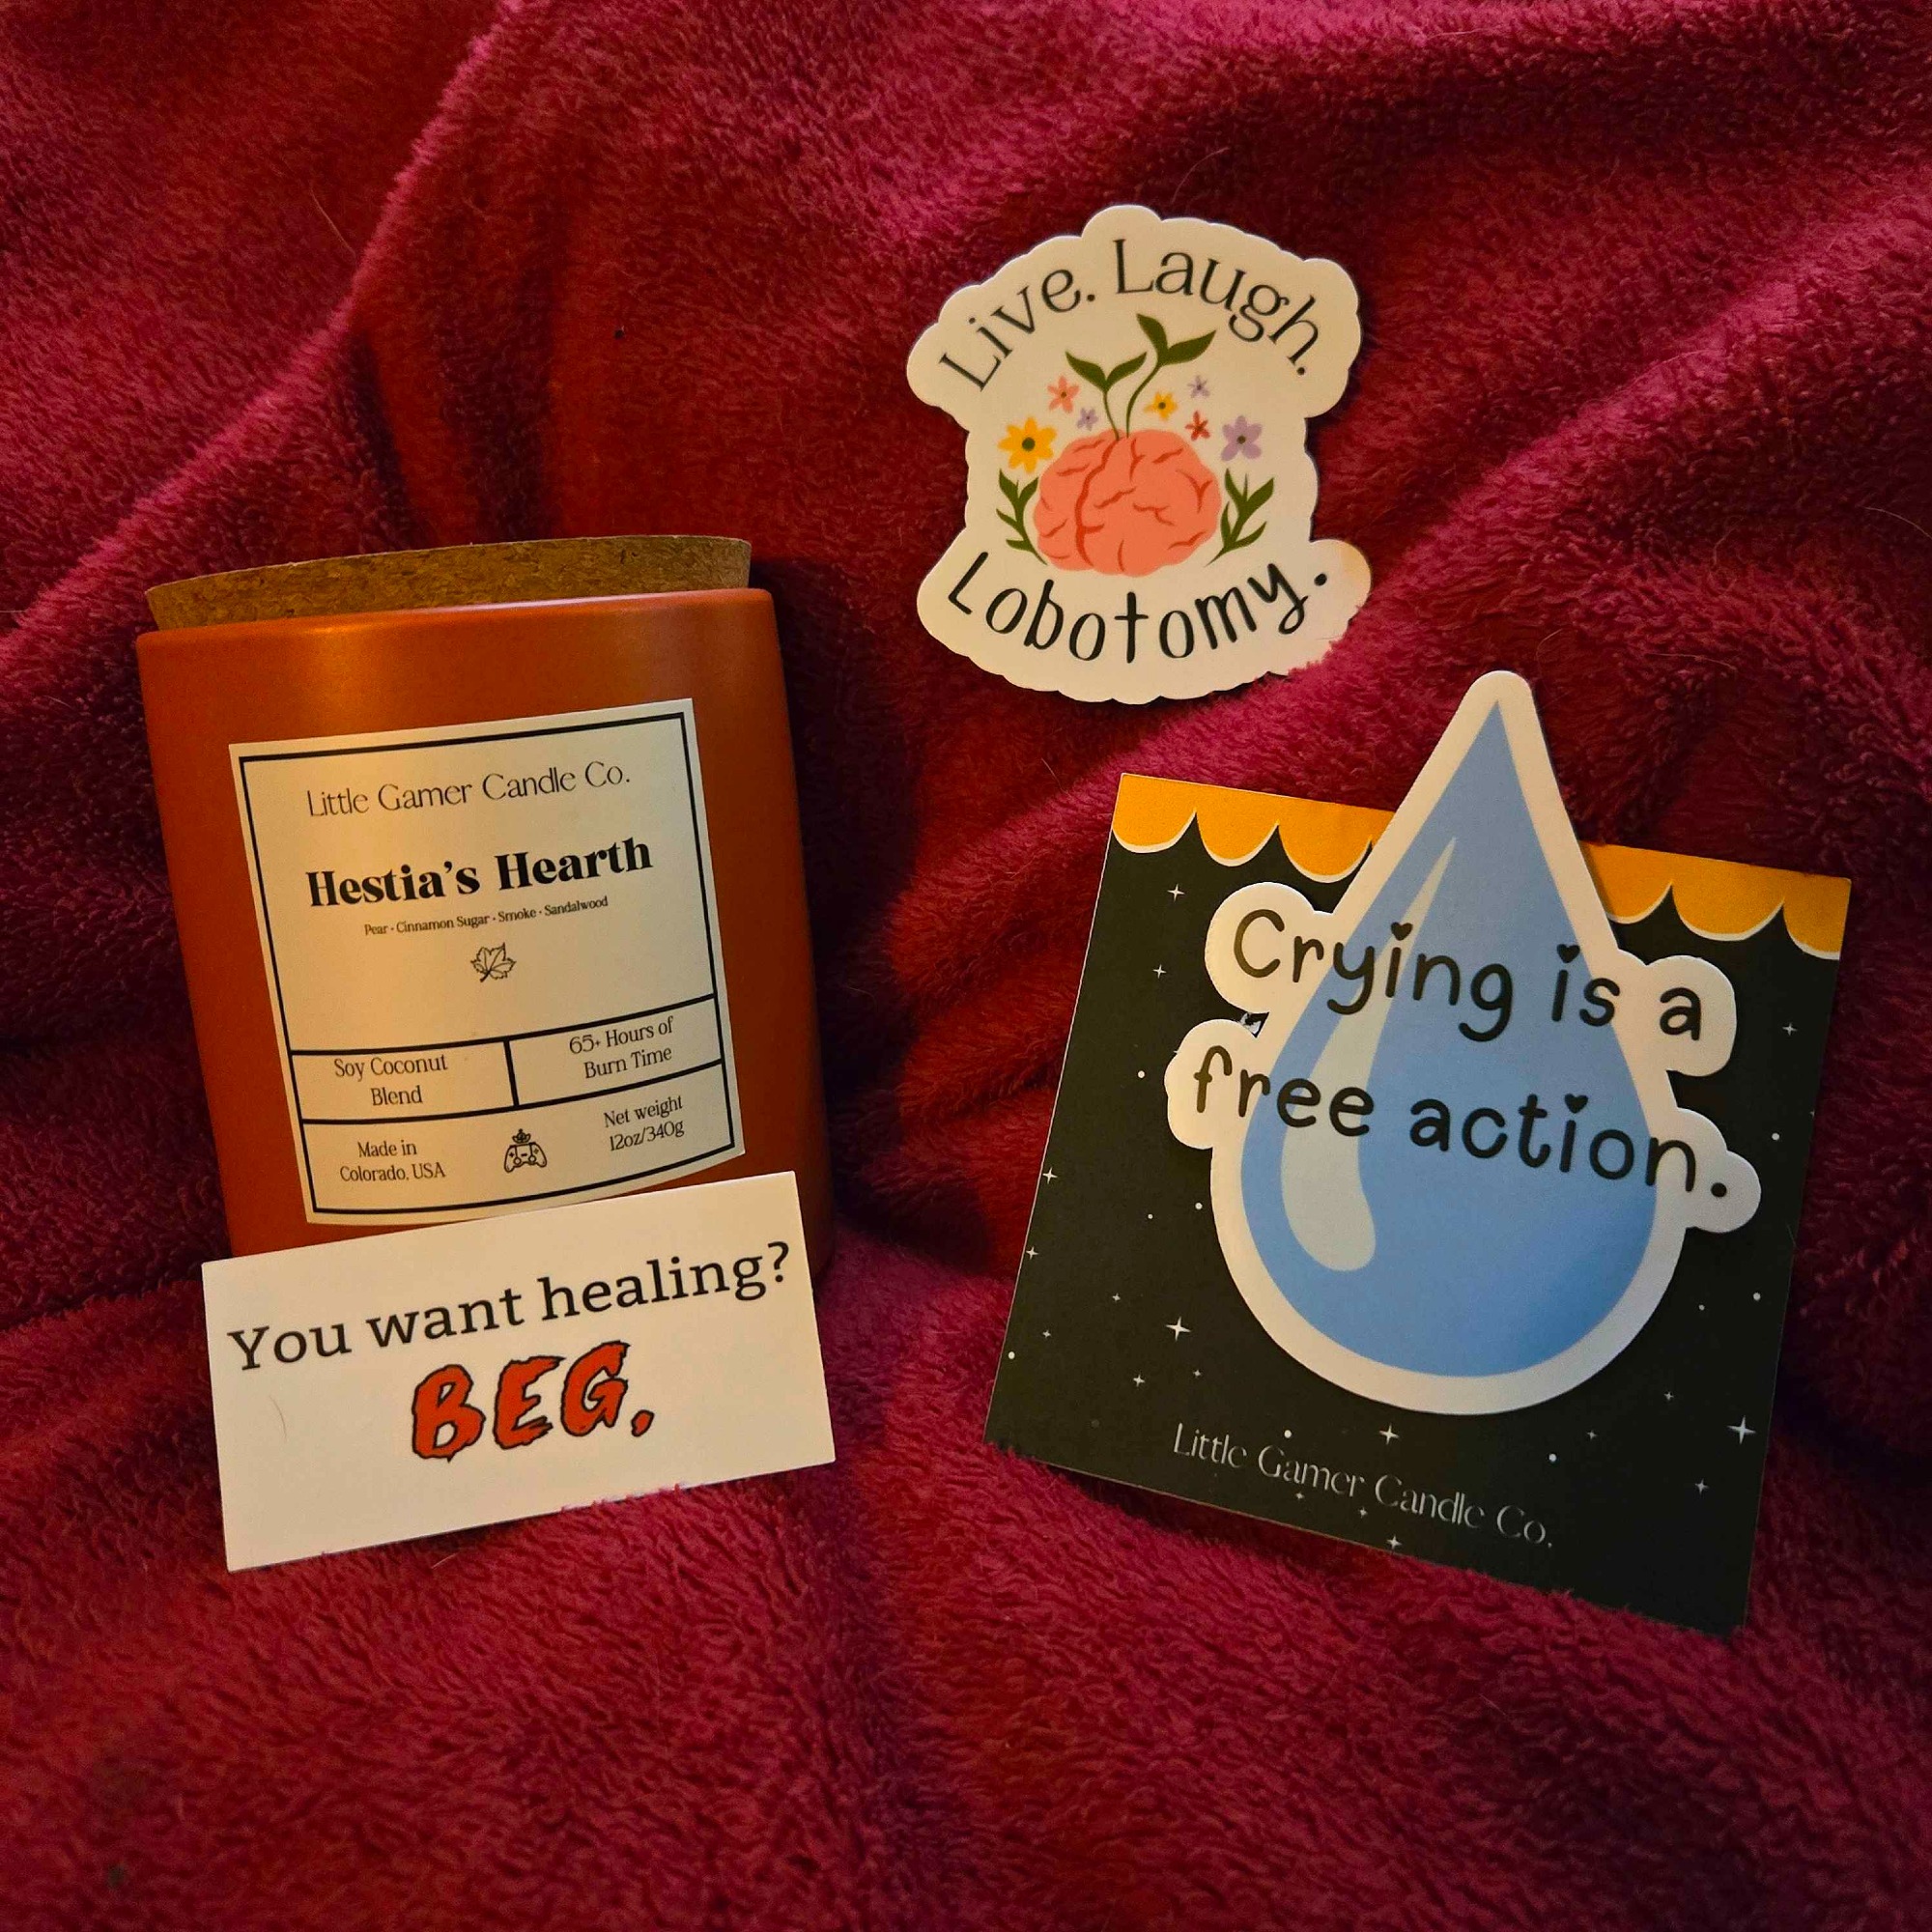 Live. Laugh.
Lobotomy.
Little Gamer Candle Co.
Hestia's Hearth
Pear • Cinnamon Sugar • Smoke • Sandalwood
Soy Coconut
Blend
65+ Hours of
Burn Time
Made in
Colorado, USA
Net weight
12oz/340g
You want healing?
BEG.
Crying is a
free action.
Little Gamer Candle Co.